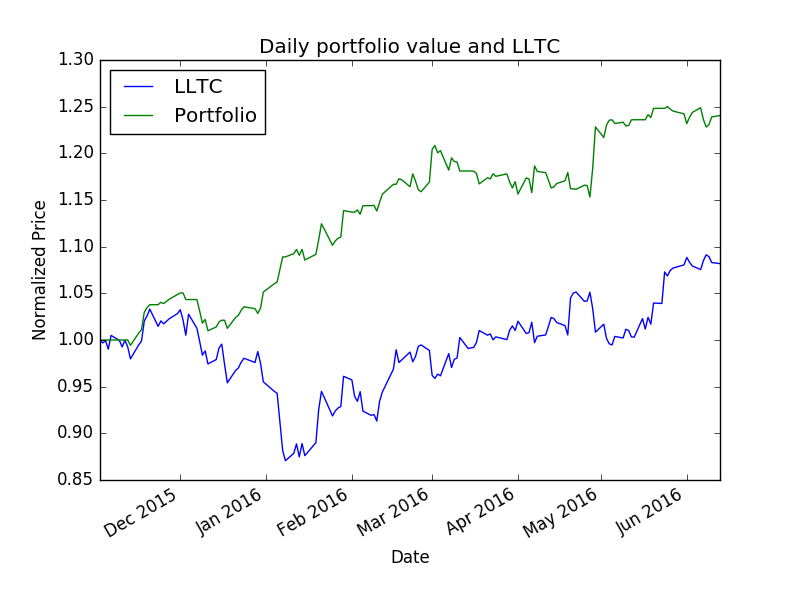 Daily portfolio value and LLTC
1.30
1.25
1.20
1.15
1.10
1.05
1.00
0.95
0.90
0.85
Normalized Price
LLTC
Portfolio
Dec 2015
Jan 2016
Feb 2016
Mar 2016
Apr 2016
May 2016
Jun 2016
Date